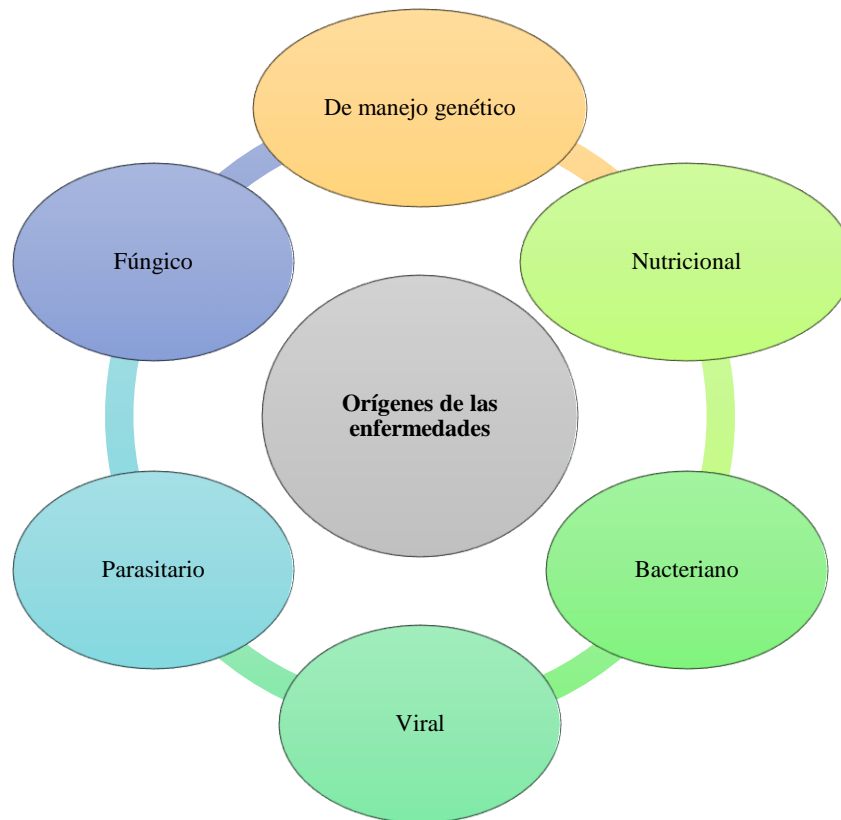 De manejo genético
Fúngico
Nutricional
Orígenes de las
enfermedades
Parasitario
Bacteriano
Viral